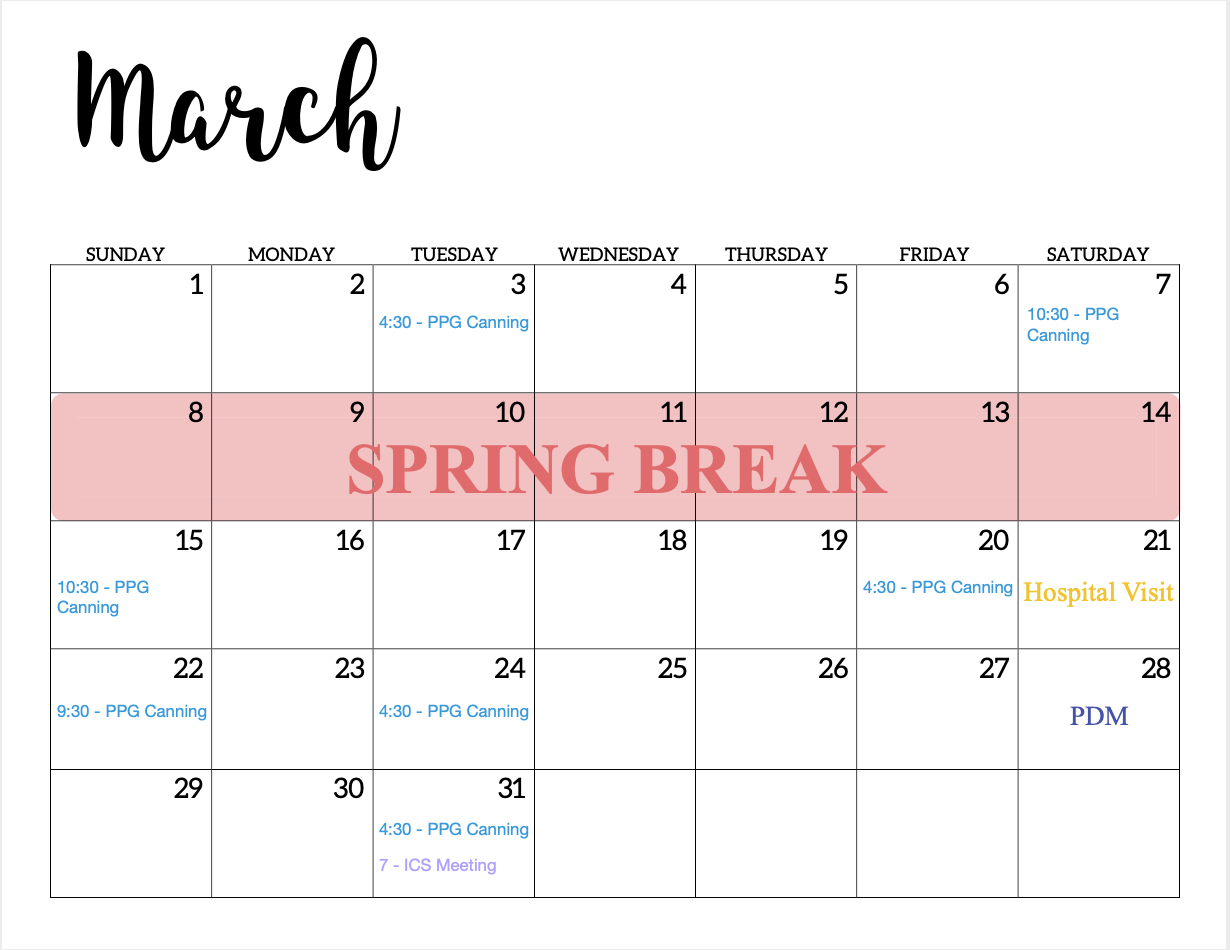 March
SUNDAY MONDAY TUESDAY WEDNESDAY THURSDAY FRIDAY SATURDAY
1 2 3 4 5 6 7
4:30 - PPG Canning
10:30 - PPG
Canning
8 9 10 11 12 13 14
SPRING BREAK
15 16 17 18 19 20 21
10:30 - PPG
Canning
4:30 - PPG Canning
Hospital Visit
22 23 24 25 26 27 28
9:30 - PPG Canning
4:30 - PPG Canning
PDM
29 30 31
4:30 - PPG Canning
7 - ICS Meeting